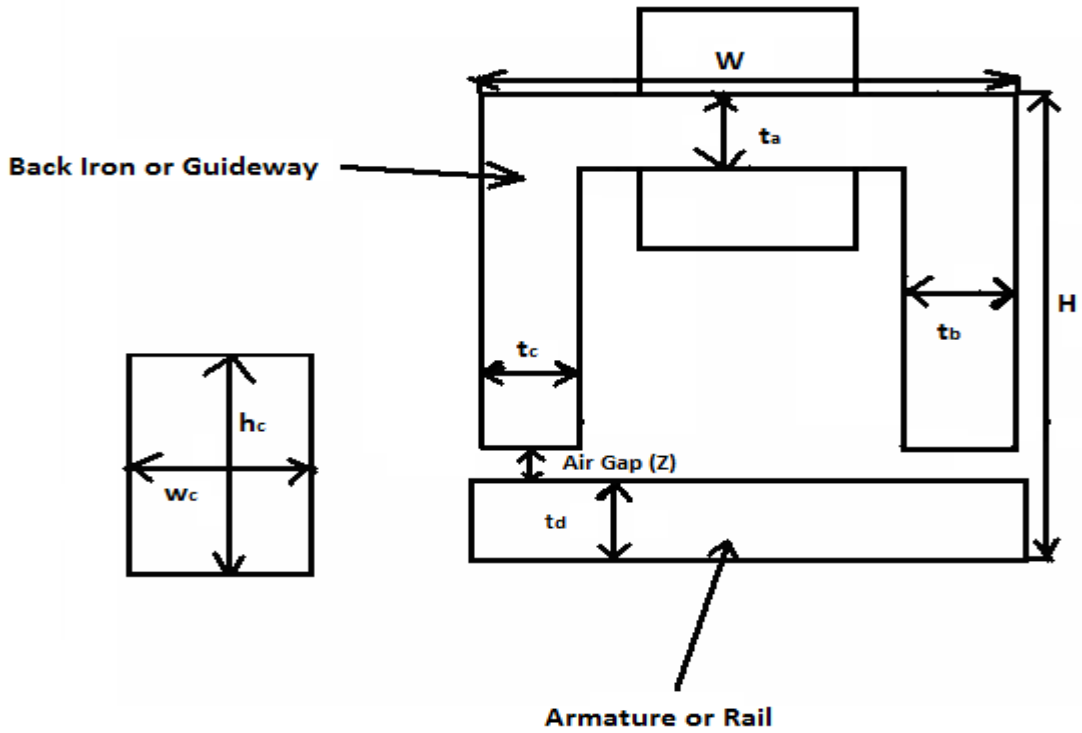 W
ta
Back Iron or Guideway
H
tb
tc
hc
Air Gap (Z)
wc
td
Armature or Rail